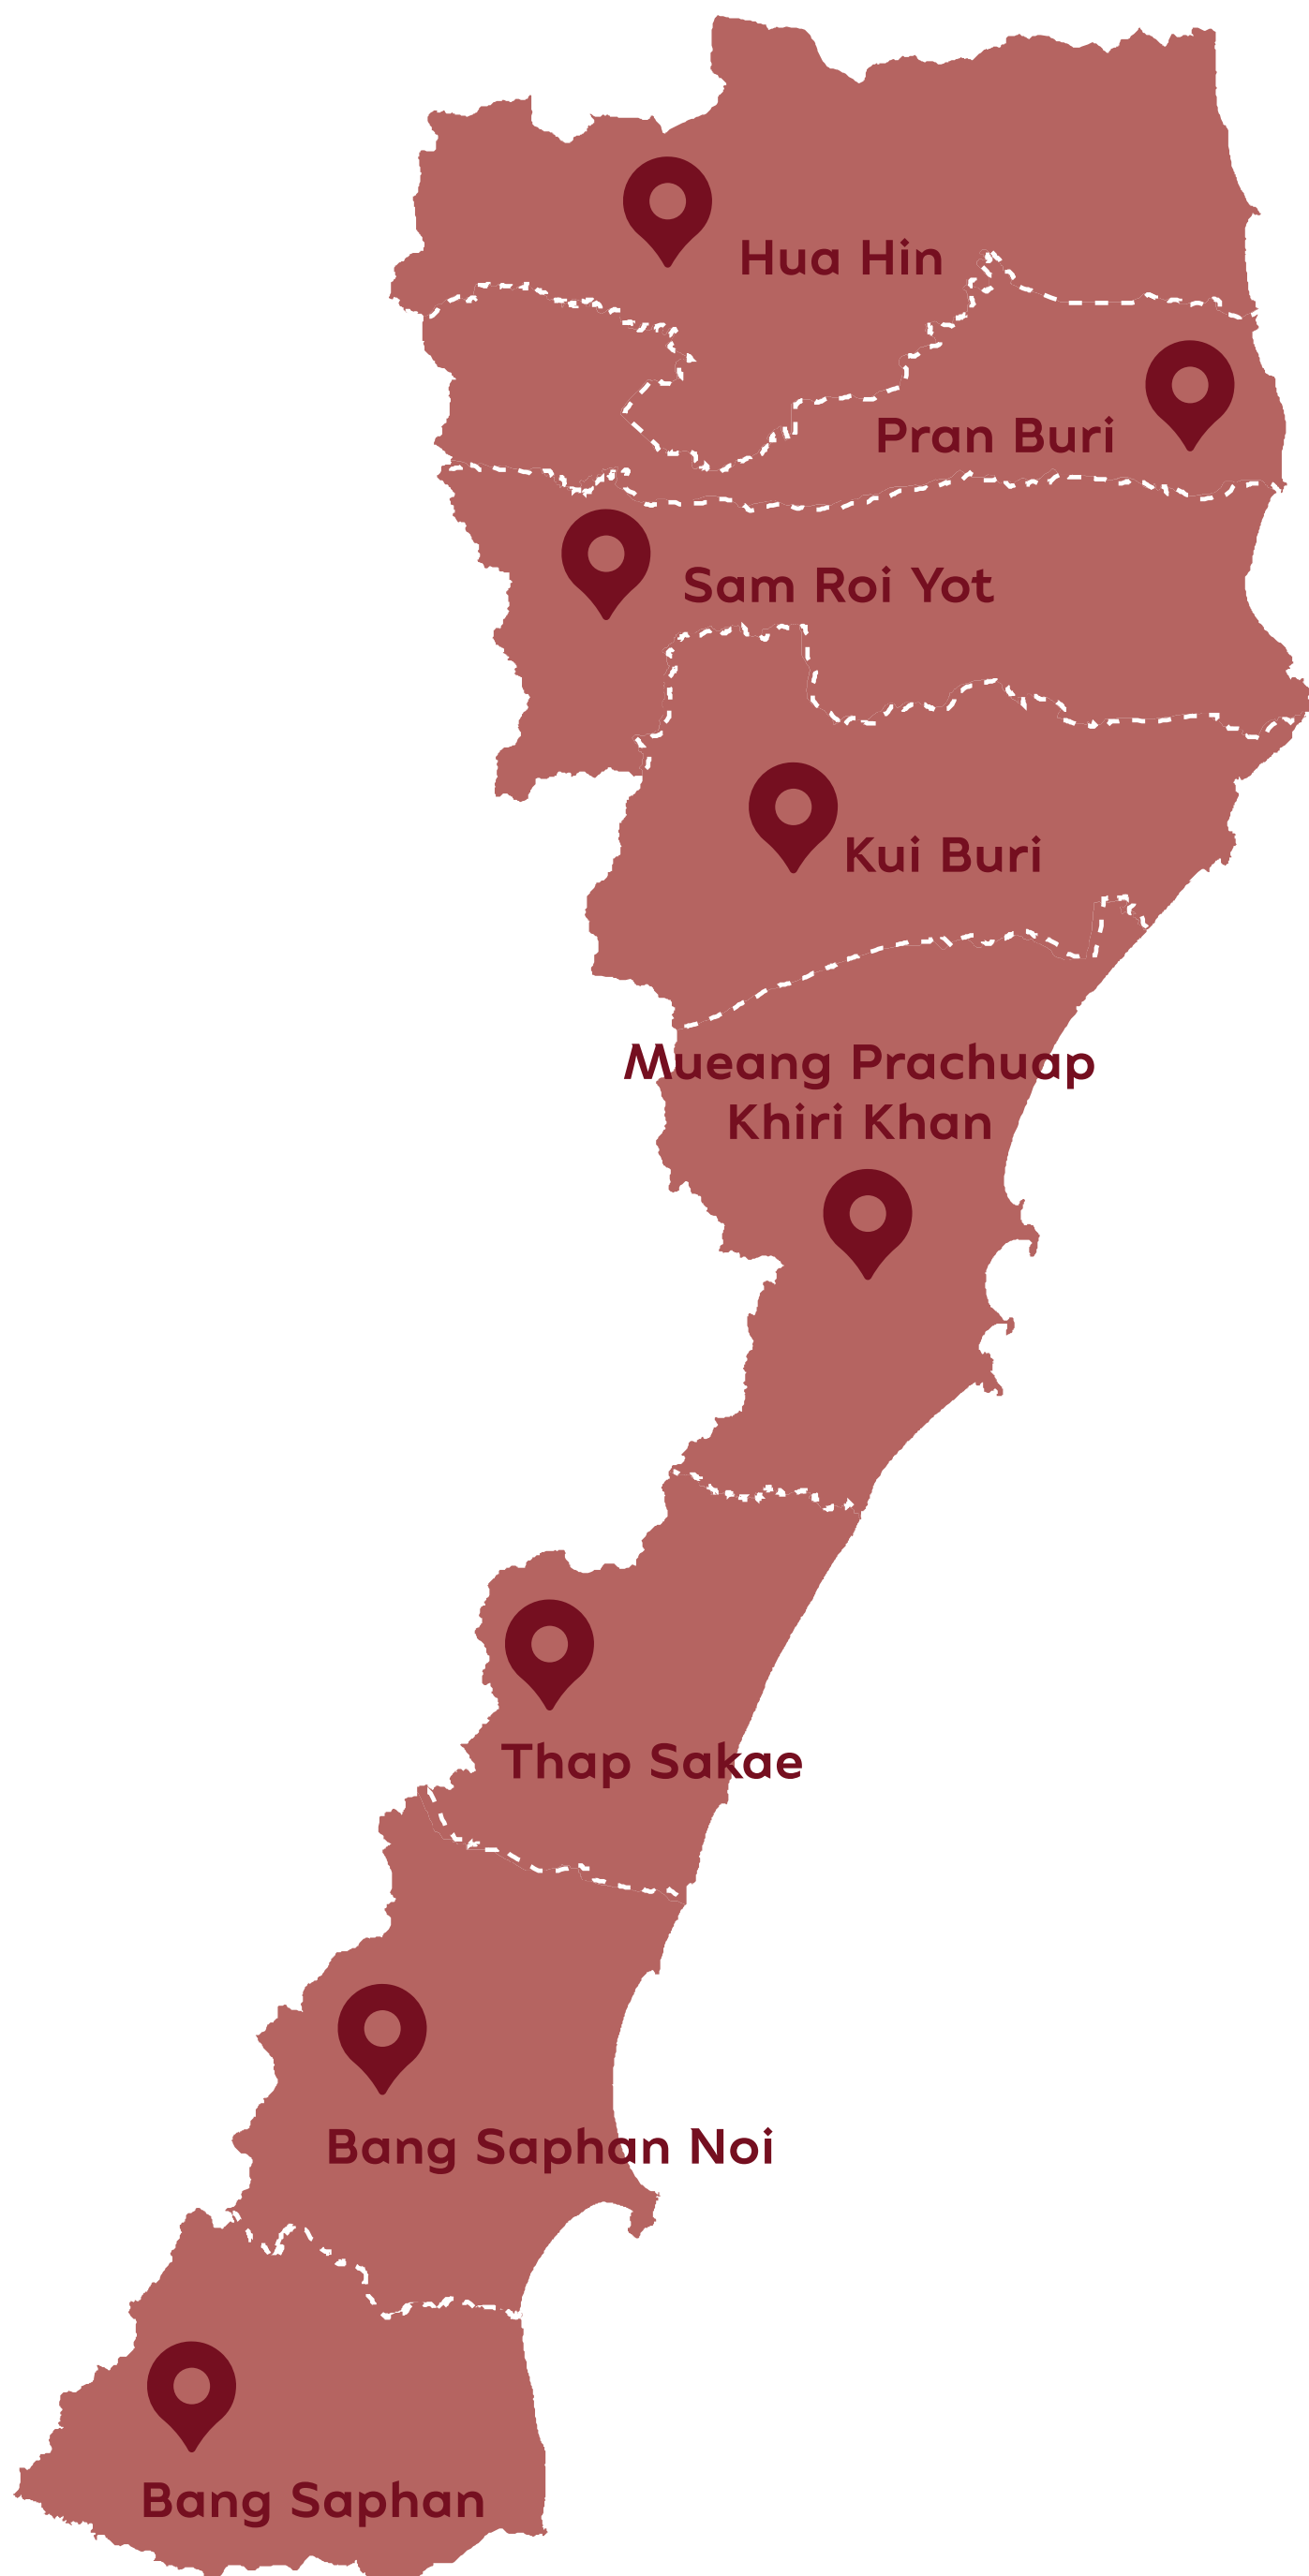 Hua Hin
Pran Buri
Sam Roi Yot
Kui Buri
Mueang Prachuap
Khiri Khan
Thap Sakae
Bang Saphan Noi
Bang Saphan